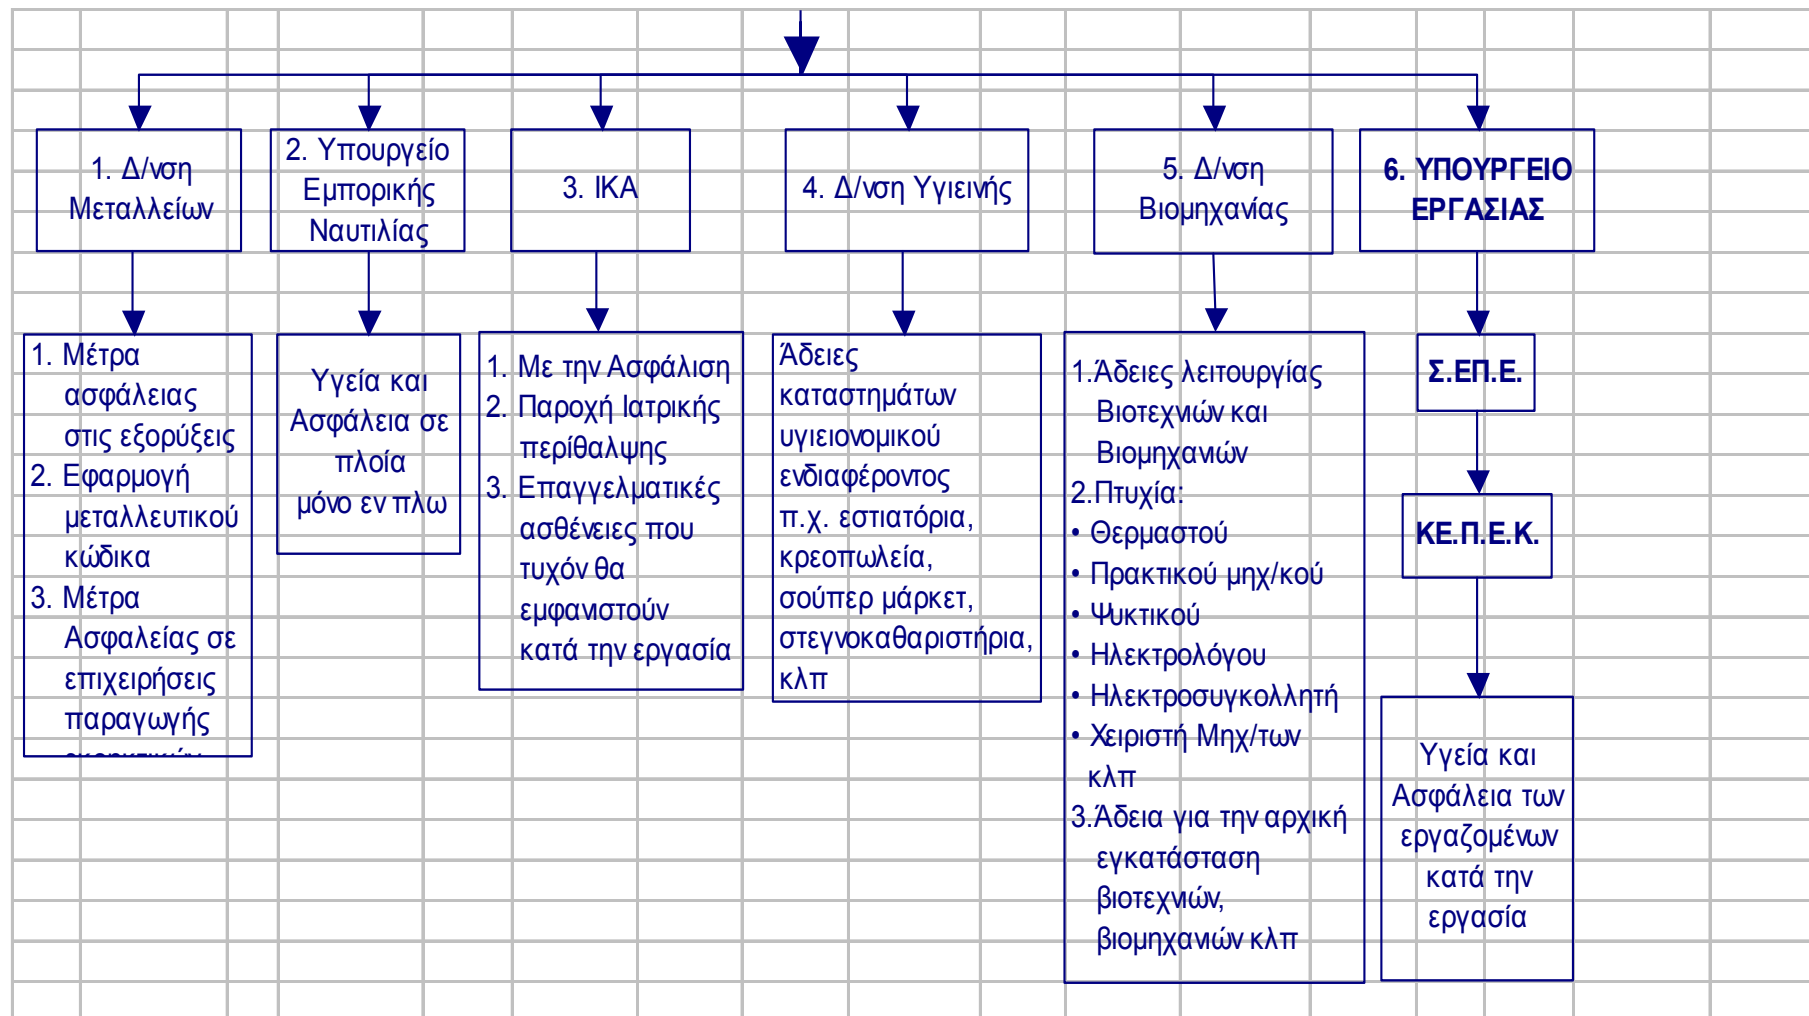 1. Δ/νση
Μεταλλείων
2. Υπουργείο
Εμπορικής
Ναυτιλίας
3. ΙΚΑ
4. Δ/νση Υγιεινής
5. Δ/νση
Βιομηχανίας
6. ΥΠΟΥΡΓΕΙΟ
ΕΡΓΑΣΙΑΣ
1. Μέτρα
ασφάλειας
στις εξορύξεις
2. Εφαρμογή
μεταλλευτικού
κώδικα
3. Μέτρα
Ασφαλείας σε
επιχειρήσεις
παραγωγής
Υγεία και
Ασφάλεια σε
πλοία
μόνο εν πλω
1. Με την Ασφάλιση
2. Παροχή Ιατρικής
περίθαλψης
3. Επαγγελματικές
ασθένειες που
τυχόν θα
εμφανιστούν
κατά την εργασία
Άδειες
καταστημάτων
υγιειονομικού
ενδιαφέροντος
π.χ. εστιατόρια,
κρεοπωλεία,
σούπερ μάρκετ,
στεγνοκαθαριστήρια,
κλπ
1.Άδειες λειτουργίας
Βιοτεχνιών και
Βιομηχανιών
2.Πτυχία:
• Θερμαστού
• Πρακτικού μηχ/κού
• Ψυκτικού
• Ηλεκτρολόγου
• Ηλεκτροσυγκολλητή
• Χειριστή Μηχ/των
κλπ
3.Άδεια για την αρχική
εγκατάσταση
βιοτεχνιών,
βιομηχανιών κλπ
Σ.ΕΠ.Ε.
ΚΕ.Π.Ε.Κ.
Υγεία και
Ασφάλεια των
εργαζομένων
κατά την
εργασία